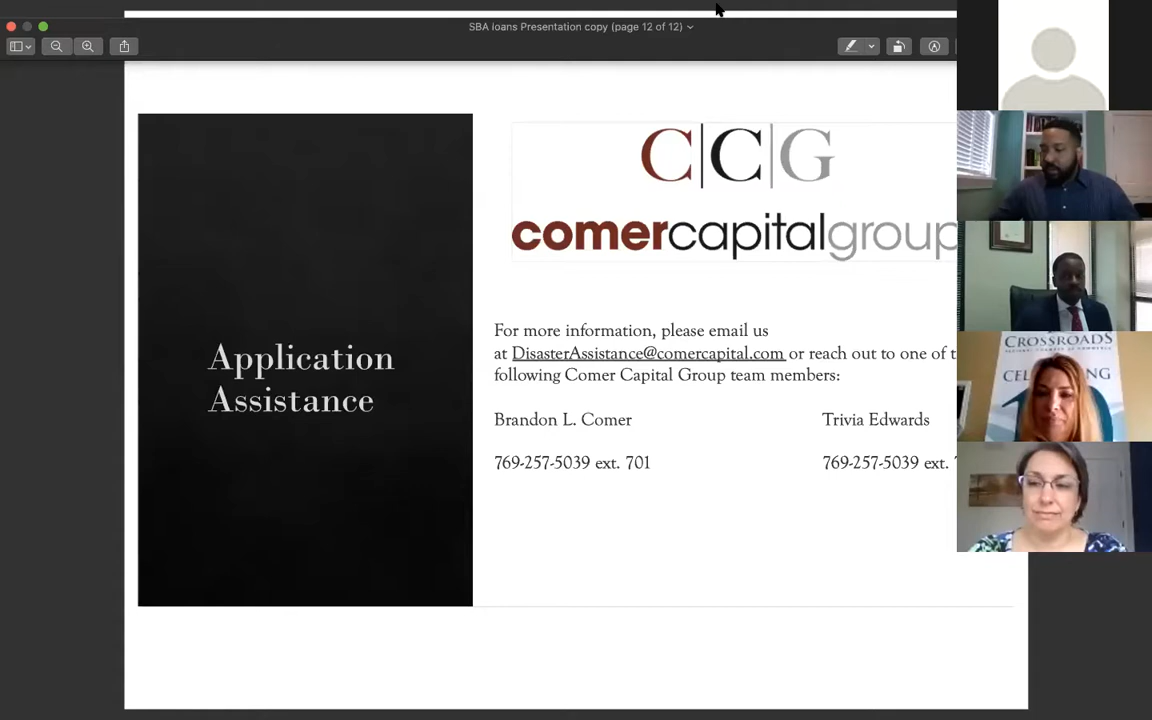 SBA loans Presentation copy (page 12 of 12)
C|C|G
comercapitalgroup
Application
Assistance
For more information, please email us
at DisasterAssistance@comercapital.com or reach out to one of t
following Comer Capital Group team members:
Brandon L. Comer
Trivia Edwards
769-257-5039 ext. 701
769-257-5039 ext.
CROSSROADS
CEL
ING